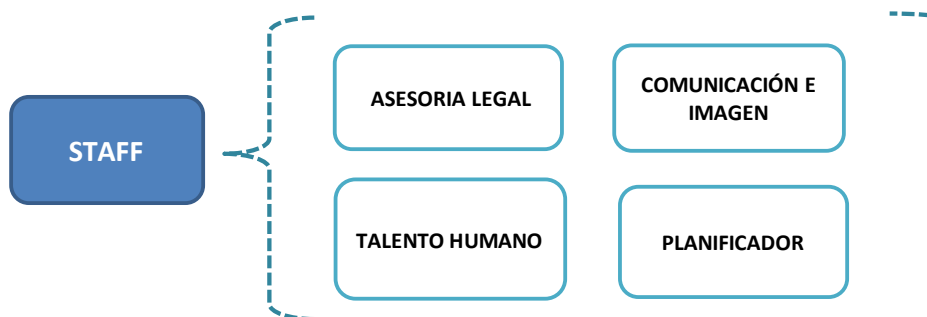 STAFF
ASESORIA LEGAL
COMUNICACIÓN E
IMAGEN
TALENTO HUMANO
PLANIFICADOR